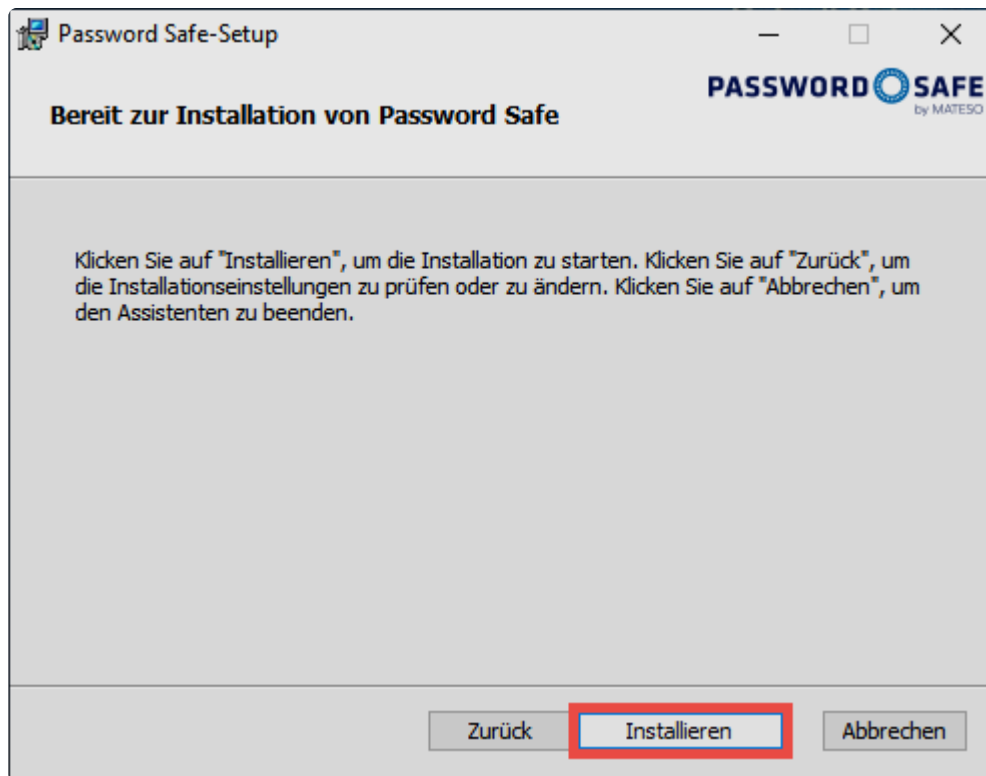 Password Safe-Setup
PASSWORD SAFE
by MATESO
Bereit zur Installation von Password Safe
Klicken Sie auf "Installieren", um die Installation zu starten. Klicken Sie auf "Zurück", um
die Installationseinstellungen zu prüfen oder zu ändern. Klicken Sie auf "Abbrechen", um
den Assistenten zu beenden.
Zurück Installieren Abbrechen